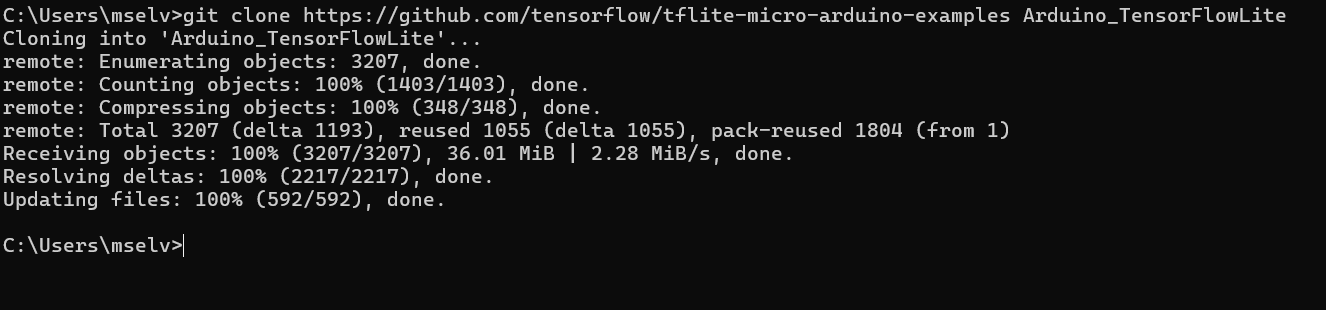 C:\Users\mselv>git clone https://github.com/tensorflow/tflite-micro-arduino-examples Arduino_TensorFlowLite
Cloning into 'Arduino_TensorFlowLite'...
remote: Enumerating objects: 3207, done.
remote: Counting objects: 100% (1403/1403), done.
remote: Compressing objects: 100% (348/348), done.
remote: Total 3207 (delta 1193), reused 1055 (delta 1055), pack-reused 1804 (from 1)
Receiving objects: 100% (3207/3207), 36.01 MiB | 2.28 MiB/s, done.
Resolving deltas: 100% (2217/2217), done.
Updating files: 100% (592/592), done.
C:\Users\mselv>